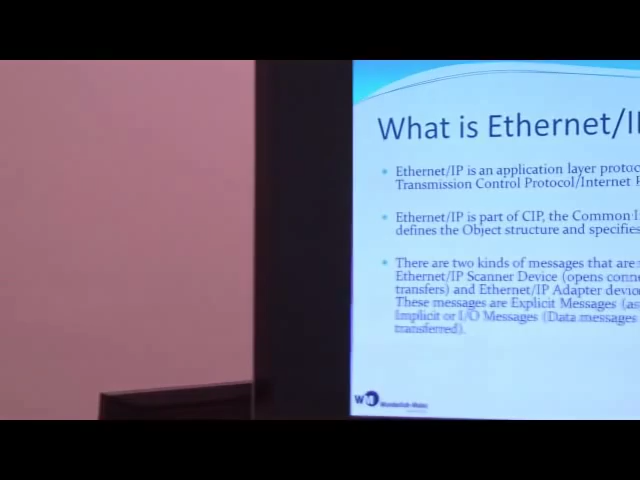 What is Ethernet/I
Ethernet/IP is an application layer protoc
Transmission Control Protocol/Internet P
Ethernet/IP is part of CIP, the Common I
defines the Object structure and specifies
There are two kinds of messages that are
Ethernet/IP Scanner Device (opens conne
transfers) and Ethernet/IP Adapter devic
These messages are Explicit Messages (as
Implicit or I/O Messages (Data messages
transferred).
WM